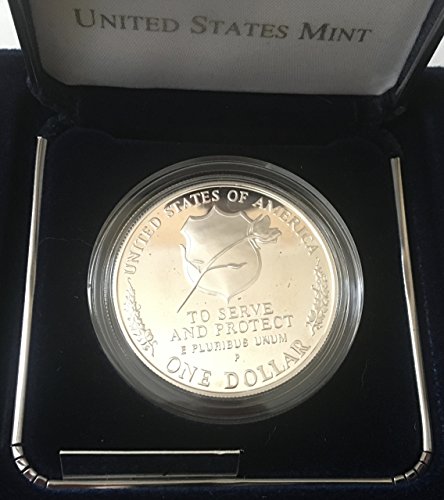 UNITED STATES MINT
UNITED STATES OF AMERICA
TO SERVE
AND PROTECT
E PLURIBUS UNUM
P
ONE DOLLAR